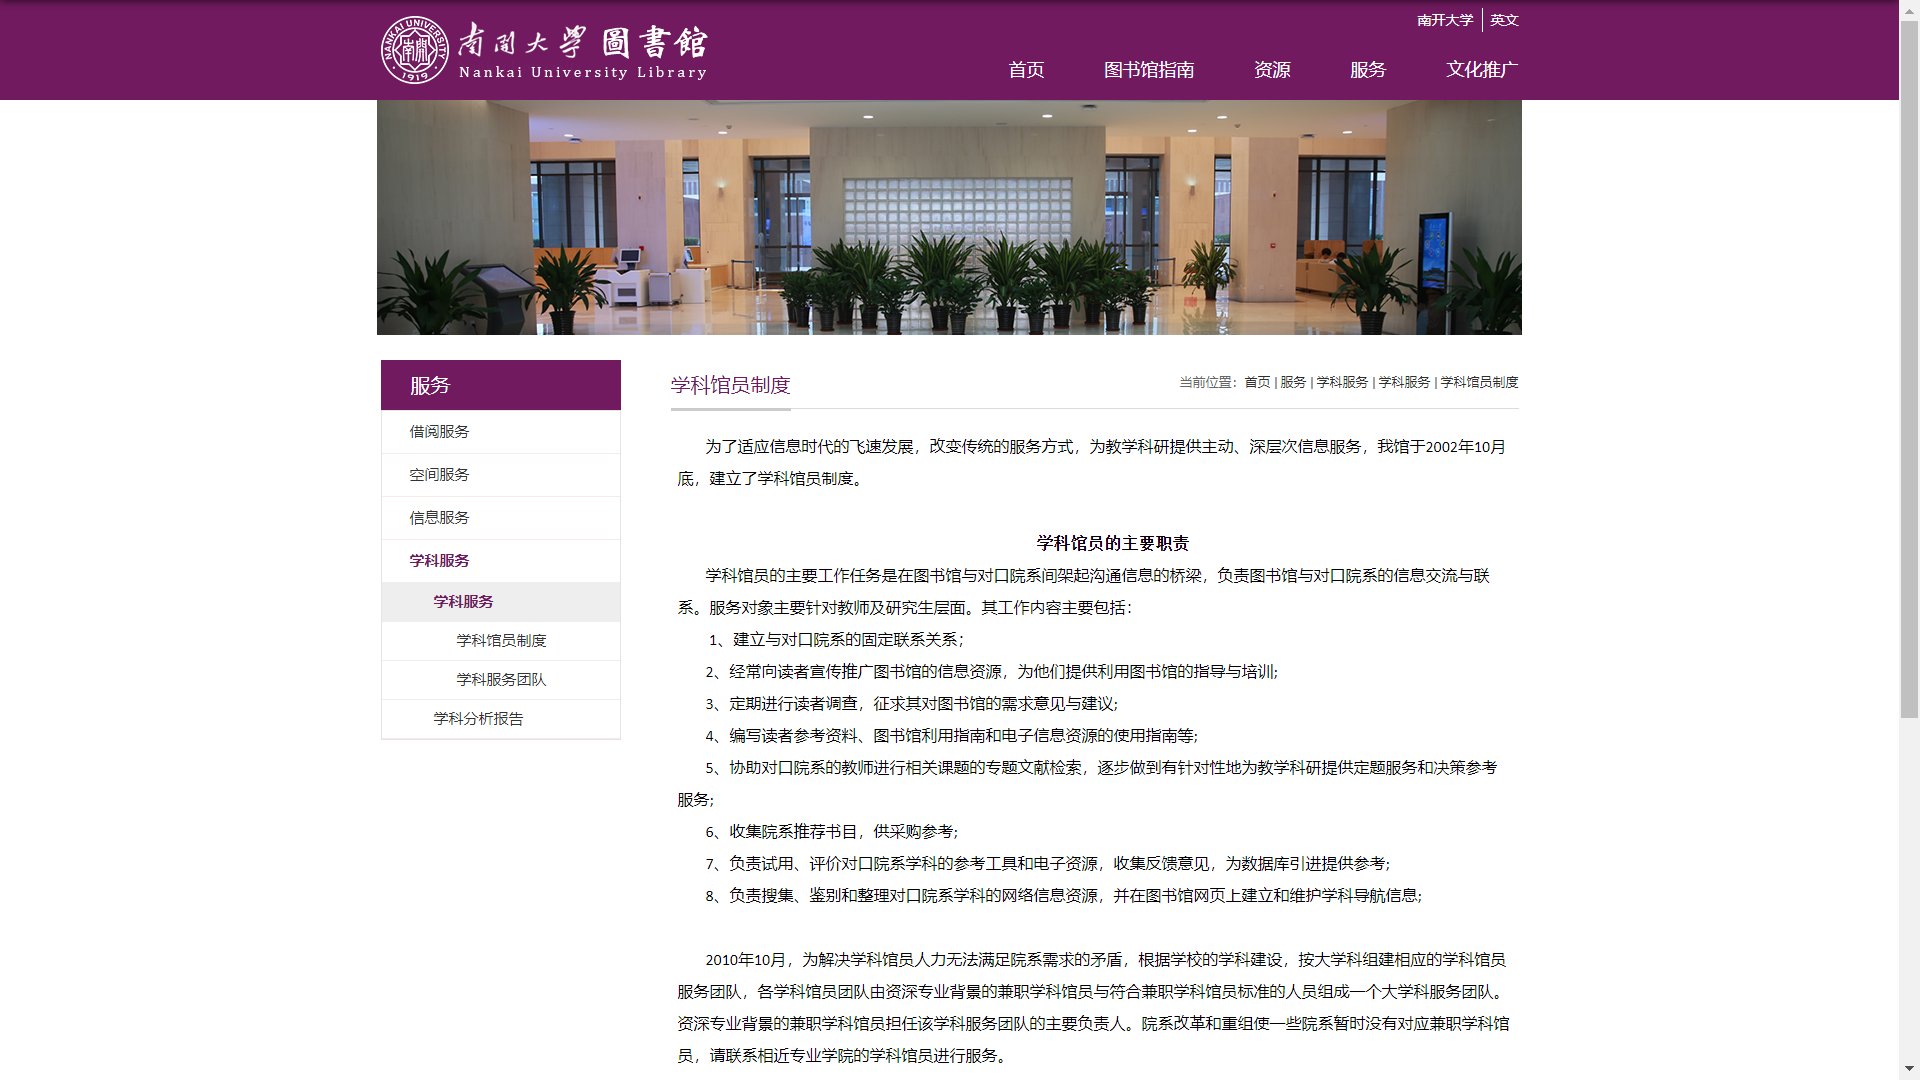 南开大学 英文
NANKAI UNIVERSITY
南開
1919
南開大學 圖書館
Nankai University Library
首页 图书馆指南 资源 服务 文化推广
服务
借阅服务
空间服务
信息服务
学科服务
学科服务
学科馆员制度
学科服务团队
学科分析报告
学科馆员制度
当前位置: 首页 | 服务 | 学科服务 | 学科服务 | 学科馆员制度
为了适应信息时代的飞速发展，改变传统的服务方式，为教学科研提供主动、深层次信息服务，我馆于2002年10月
底，建立了学科馆员制度。
学科馆员的主要职责
学科馆员的主要工作任务是在图书馆与对口院系间架起沟通信息的桥梁，负责图书馆与对口院系的信息交流与联
系。服务对象主要针对教师及研究生层面。其工作内容主要包括：
1、建立与对口院系的固定联系关系；
2、经常向读者宣传推广图书馆的信息资源，为他们提供利用图书馆的指导与培训;
3、定期进行读者调查，征求其对图书馆的需求意见与建议;
4、编写读者参考资料、图书馆利用指南和电子信息资源的使用指南等;
5、协助对口院系的教师进行相关课题的专题文献检索，逐步做到有针对性地为教学科研提供定题服务和决策参考
服务;
6、收集院系推荐书目，供采购参考;
7、负责试用、评价对口院系学科的参考工具和电子资源，收集反馈意见，为数据库引进提供参考;
8、负责搜集、鉴别和整理对口院系学科的网络信息资源，并在图书馆网页上建立和维护学科导航信息;
2010年10月，为解决学科馆员人力无法满足院系需求的矛盾，根据学校的学科建设，按大学科组建相应的学科馆员
服务团队，各学科馆员团队由资深专业背景的兼职学科馆员与符合兼职学科馆员标准的人员组成一个大学科服务团队。
资深专业背景的兼职学科馆员担任该学科服务团队的主要负责人。院系改革和重组使一些院系暂时没有对应兼职学科馆
员，请联系相近专业学院的学科馆员进行服务。